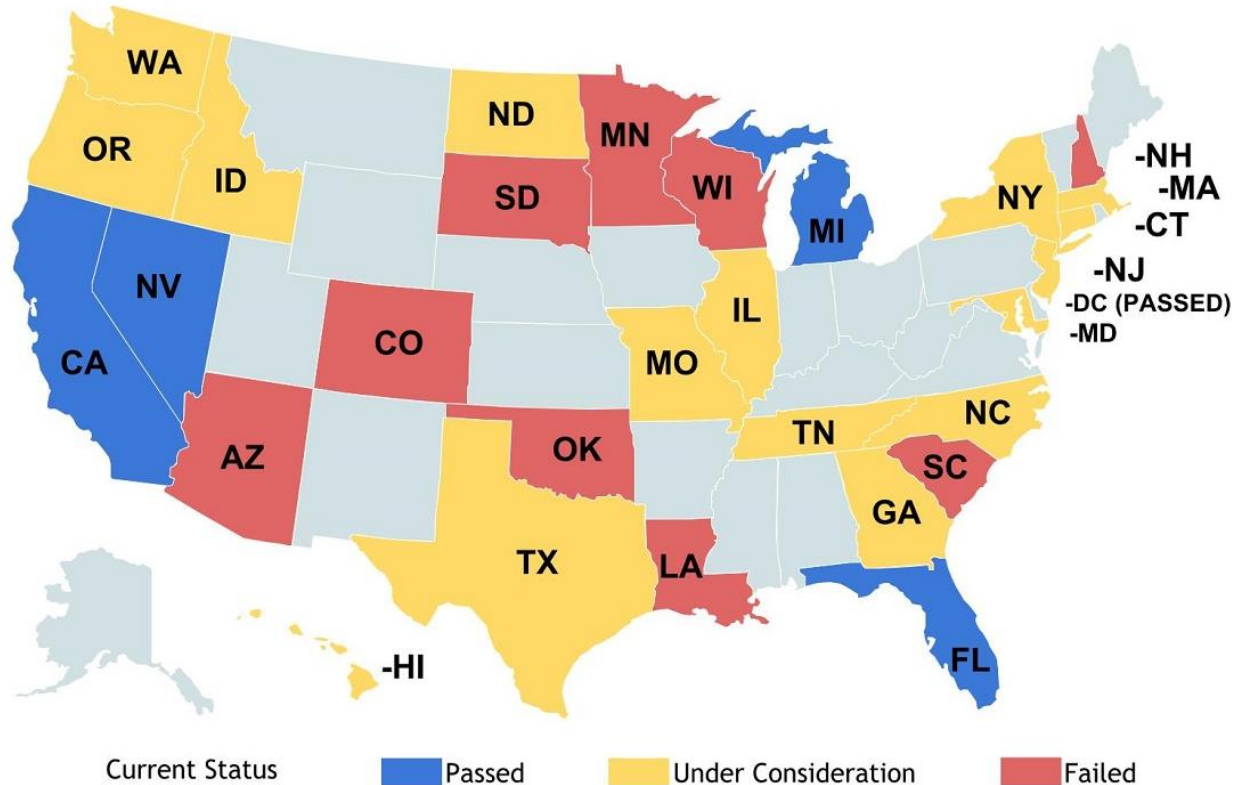 WA
ND
MN
OR
ID
SD
WI
MI
NY
-NH
-MA
-CT
-NJ
-DC (PASSED)
-MD
NV
CA
CO
IL
MO
AZ
OK
TN
NC
SC
GA
TX
LA
FL
-HI
Current Status
Passed
Under Consideration
Failed